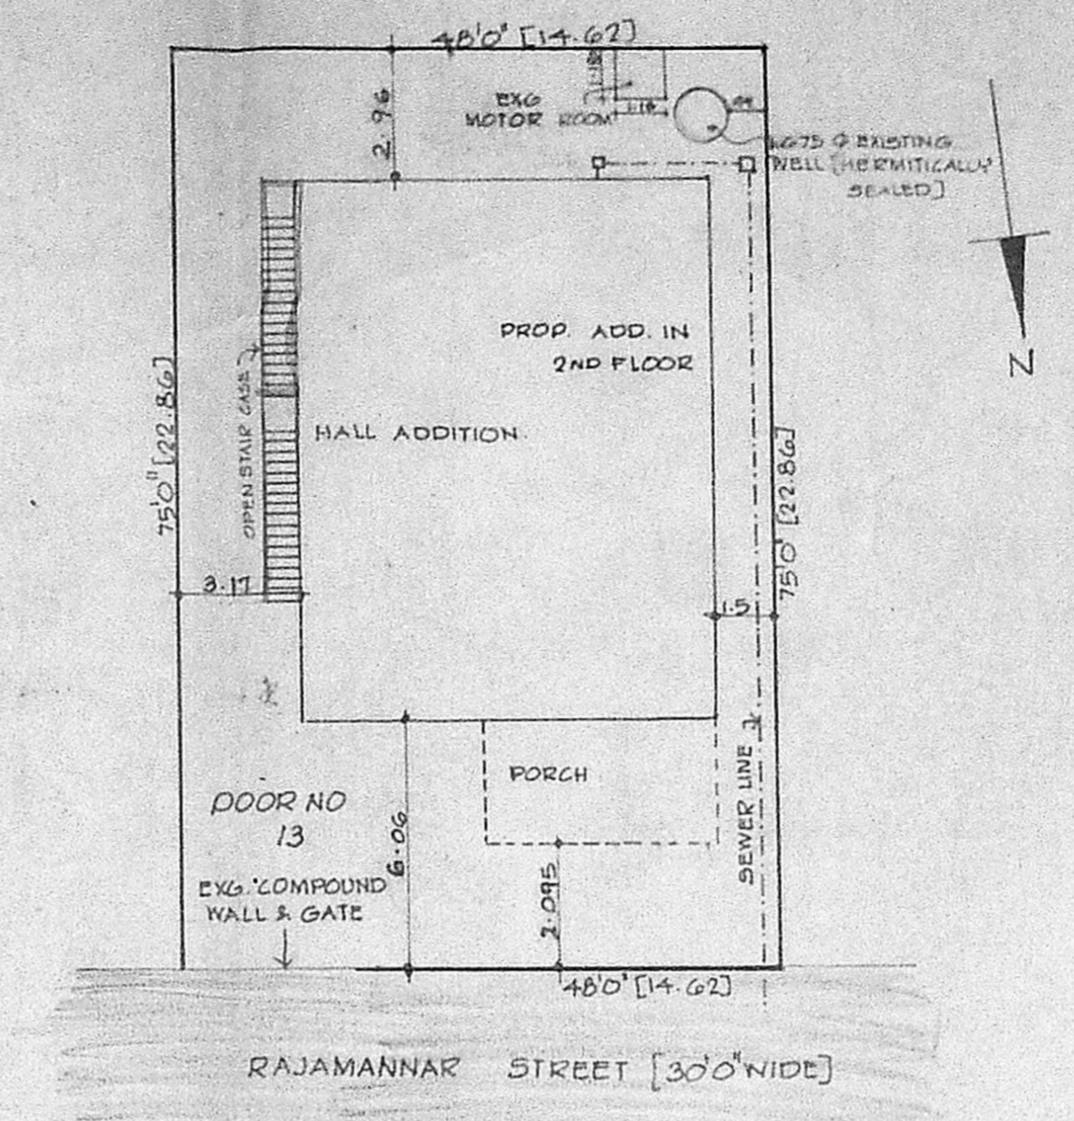 48'0" [14.62]
2.96
1.18
EXG
MOTOR ROOM
1.18
EXISTING
WELL [HERMITICALLY
SEALED]
N
PROP. ADD. IN
2ND FLOOR
HALL ADDITION
OPEN STAIR CASE
75'0" [22.86]
75'0" [22.86]
3.17
1.5
PORCH
SEWER LINE
DOOR NO
13
6.06
2.095
EXG. COMPOUND
WALL & GATE
48'0" [14.62]
RAJAMANNAR STREET [30'0" WIDE]